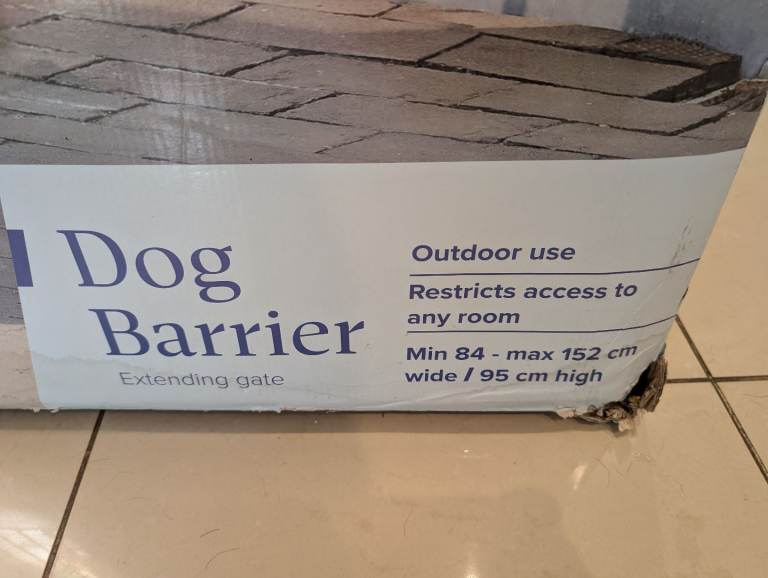 Dog
Barrier
Extending gate
Outdoor use
Restricts access to
any room
Min 84 - max 152 cm
wide / 95 cm high